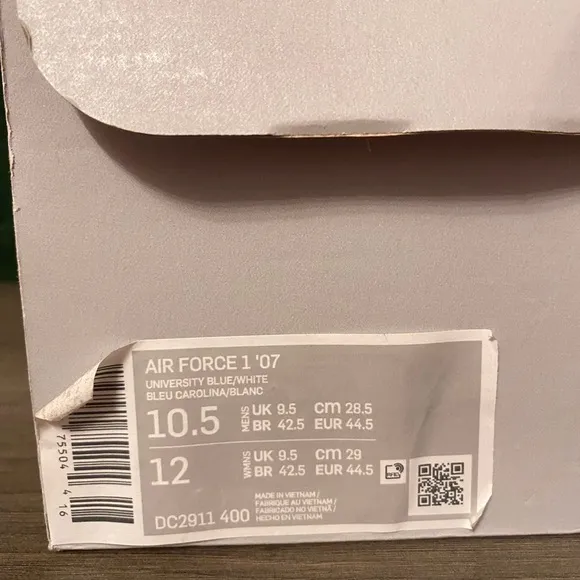 AIR FORCE 1 '07
UNIVERSITY BLUE/WHITE
BLEU CAROLINA/BLANC
10.5 MENS UK 9.5 CM 28.5
BR 42.5 EUR 44.5
12 WMNS UK 9.5 CM 29
BR 42.5 EUR 44.5
MADE IN VIETNAM /
FABRIQUE AU VIETNAM /
FABRICADO NO VIETNÃ /
HECHO EN VIETNAM
DC2911 400
75504 4 16